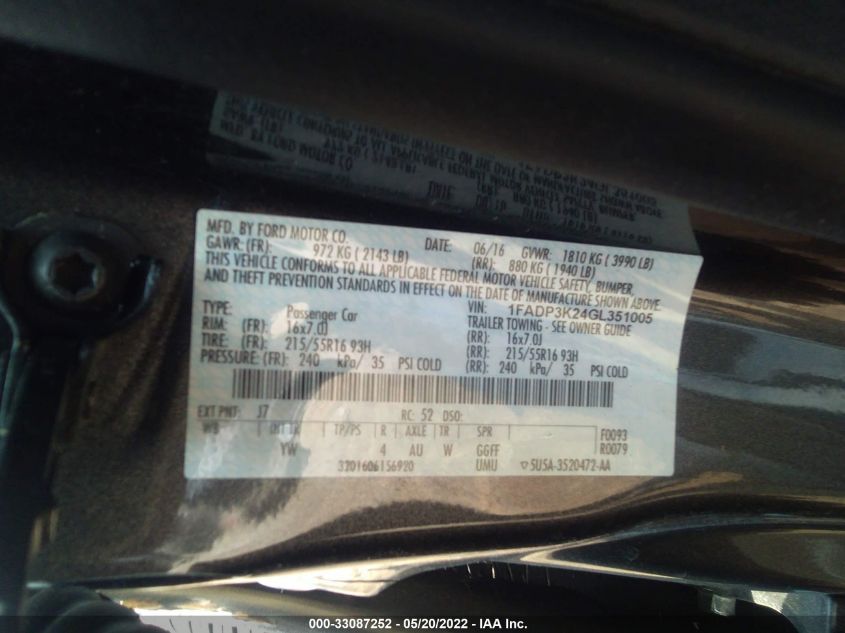 MFD. BY FORD MOTOR CO. DATE: 06/16 GVWR: 1810 KG ( 3990 LB)
GAWR: (FR): 972 KG ( 2143 LB) (RR): 880 KG ( 1940 LB)
THIS VEHICLE CONFORMS TO ALL APPLICABLE FEDERAL MOTOR VEHICLE SAFETY, BUMPER,
AND THEFT PREVENTION STANDARDS IN EFFECT ON THE DATE OF MANUFACTURE SHOWN ABOVE.
VIN: 1FADP3K24GL351005
TYPE: Passenger Car TRAILER TOWING - SEE OWNER GUIDE
RIM: (FR): 16x7.0J (RR): 16x7.0J
TIRE: (FR): 215/55R16 93H (RR): 215/55R16 93H
PRESSURE: (FR): 240 kPa/ 35 PSI COLD (RR): 240 kPa/ 35 PSI COLD
EXT PNT: J7 RC: 52 DSO:
WB INT TR TP/PS R AXLE TR SPR F0093
YW 4 AU W GGFF R0079
3201606156920 UMU 5U5A-3520472-AA
000-33087252 - 05/20/2022 - IAA Inc.